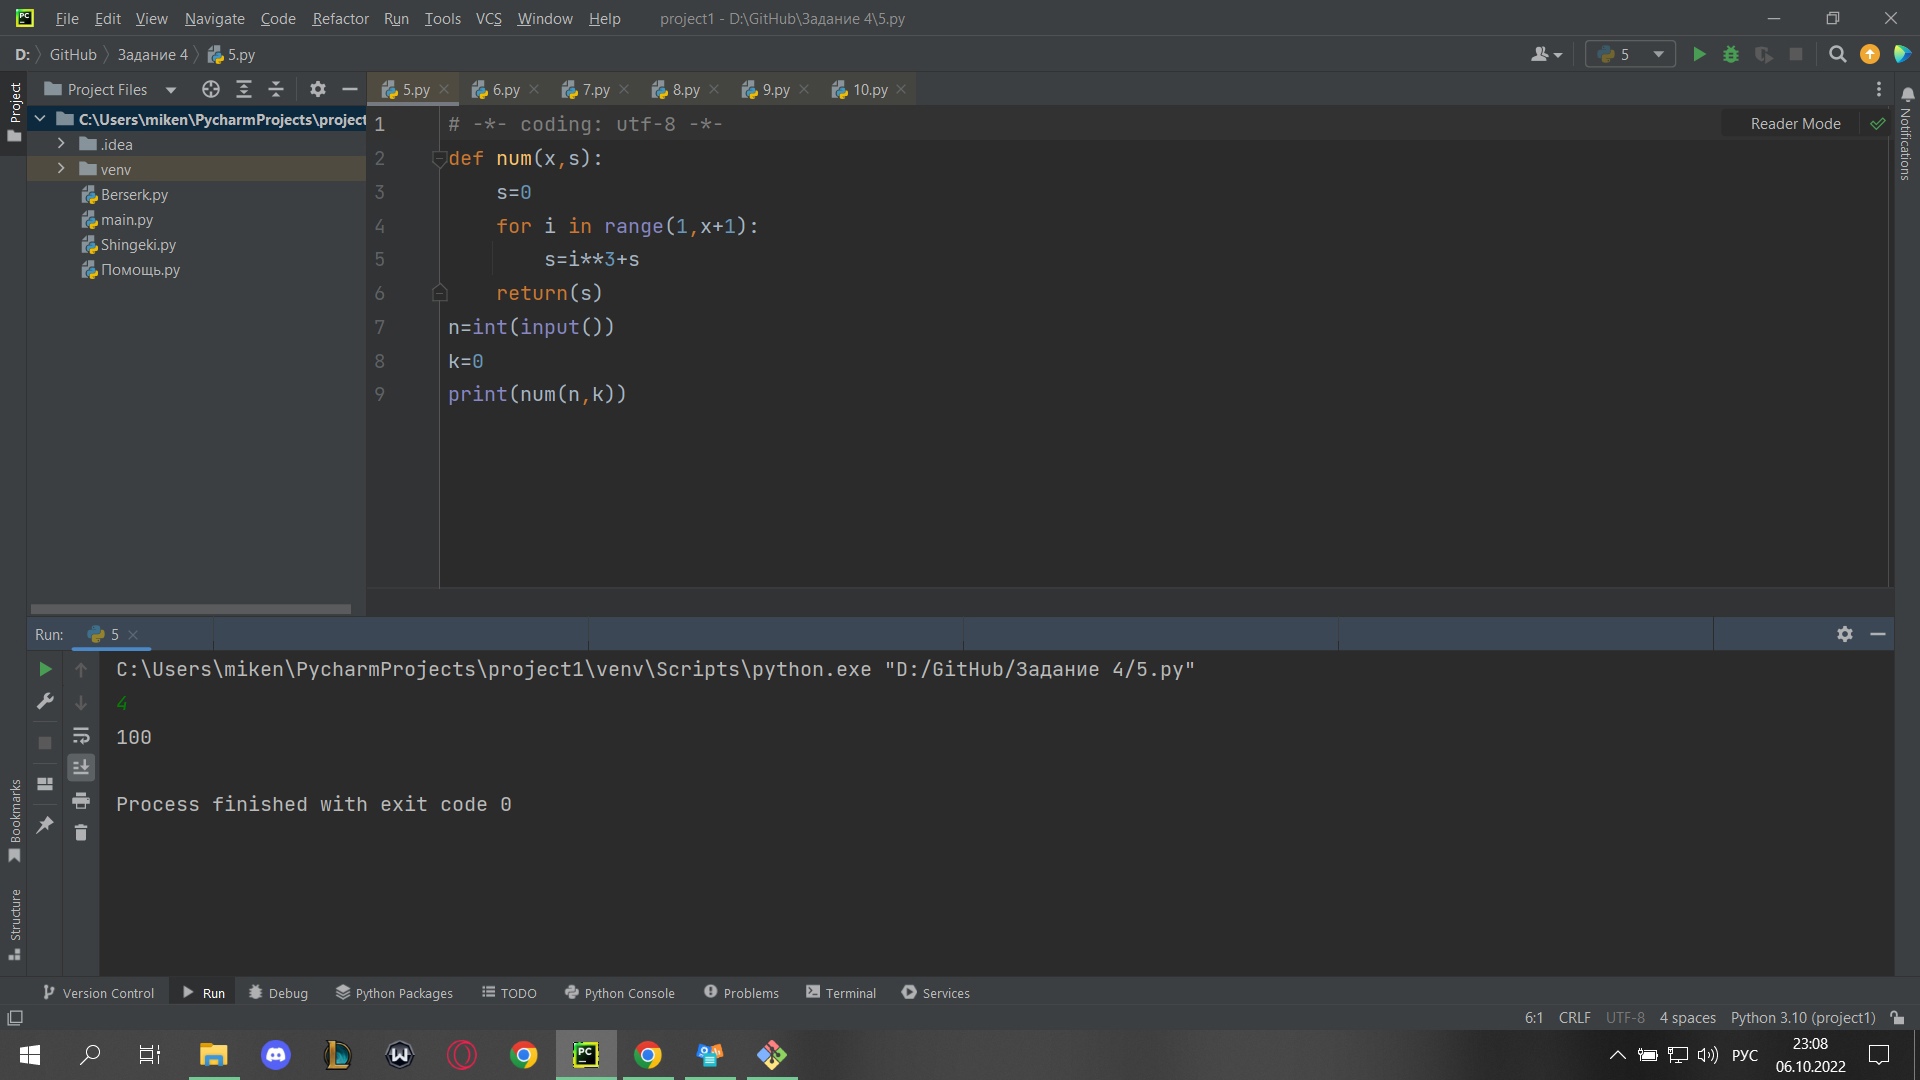 PC File Edit View Navigate Code Refactor Run Tools VCS Window Help project1 - D:\GitHub\Задание 4\5.py
D: GitHub Задание 4 5.py 5
Project
Project Files
5.py 6.py 7.py 8.py 9.py 10.py
C:\Users\miken\PycharmProjects\project
.idea
venv
Berserk.py
main.py
Shingeki.py
Помощь.py
Reader Mode
Notifications
1 # -*- coding: utf-8 -*-
2 def num(x,s):
3 s=0
4 for i in range(1,x+1):
5 s=i**3+s
6 return(s)
7 n=int(input())
8 k=0
9 print(num(n,k))
Run: 5
C:\Users\miken\PycharmProjects\project1\venv\Scripts\python.exe "D:/GitHub/Задание 4/5.py"
4
100
Process finished with exit code 0
Bookmarks
Structure
Version Control Run Debug Python Packages TODO Python Console Problems Terminal Services
6:1 CRLF UTF-8 4 spaces Python 3.10 (project1)
PC
РУС
23:08
06.10.2022